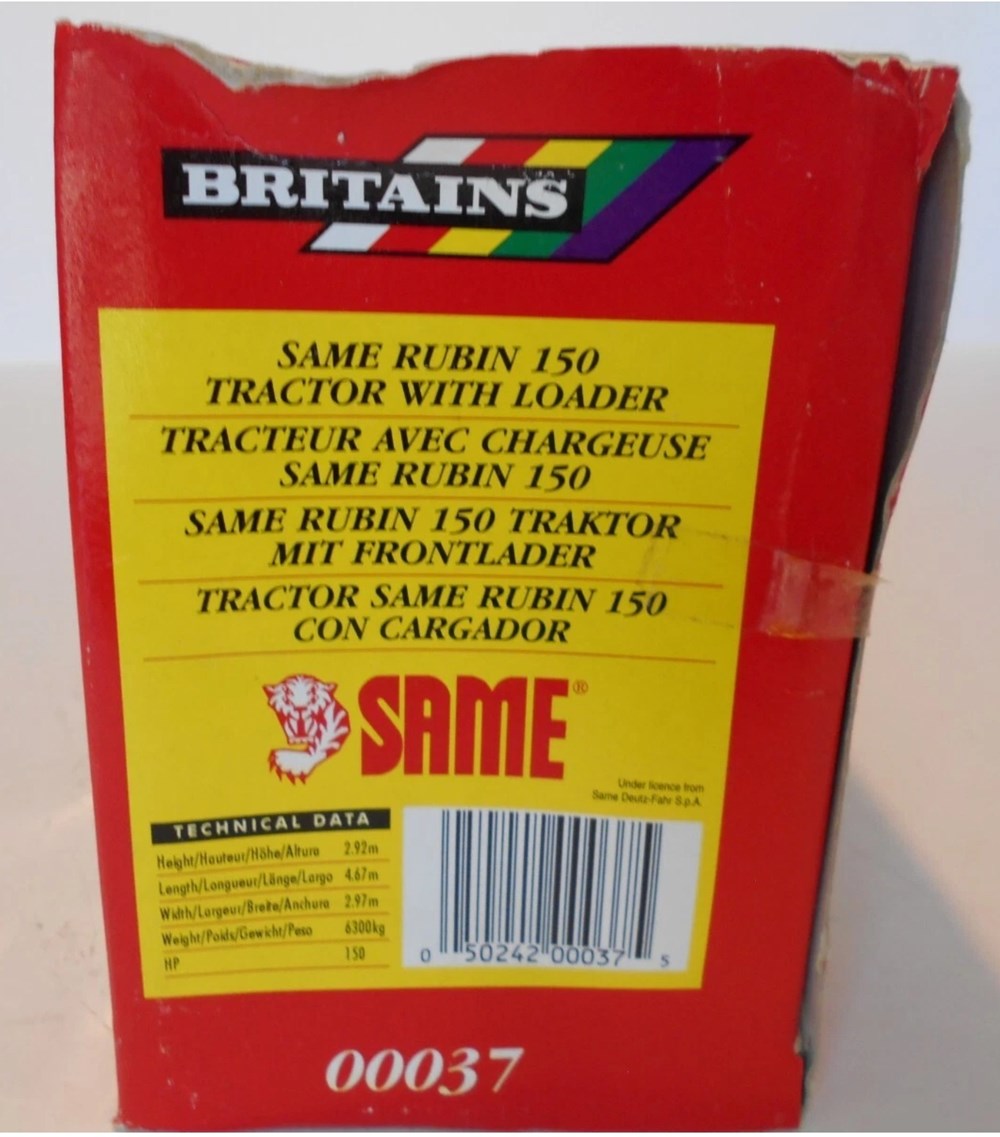 BRITAINS
SAME RUBIN 150
TRACTOR WITH LOADER
TRACTEUR AVEC CHARGEUSE
SAME RUBIN 150
SAME RUBIN 150 TRAKTOR
MIT FRONTLADER
TRACTOR SAME RUBIN 150
CON CARGADOR
SAME®
Under licence from
Same Deutz-Fahr S.p.A.
TECHNICAL DATA
Height/Hauteur/Höhe/Altura 2.92m
Length/Longueur/Länge/Largo 4.67m
Width/Largeur/Breite/Anchura 2.97m
Weight/Poids/Gewicht/Peso 6300kg
HP 150
0 50242 00037 5
00037